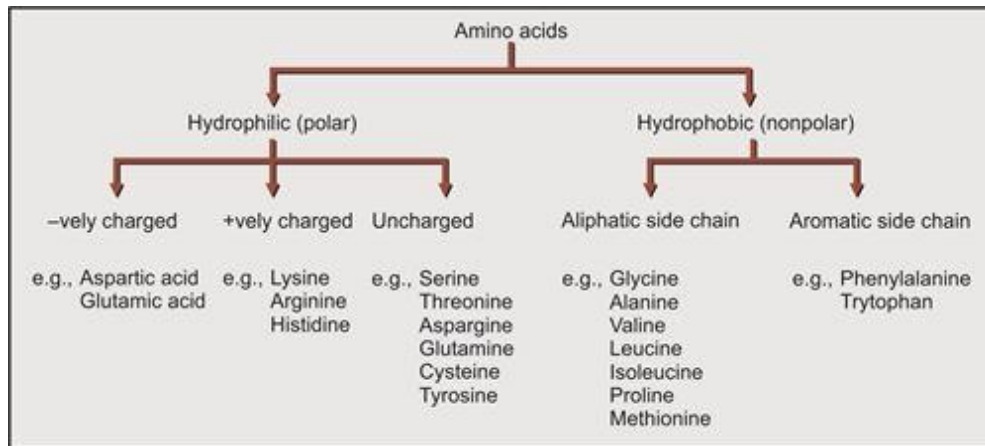 Amino acids
Hydrophilic (polar)
Hydrophobic (nonpolar)
–vely charged
+vely charged
Uncharged
Aliphatic side chain
Aromatic side chain
e.g., Aspartic acid
Glutamic acid
e.g., Lysine
Arginine
Histidine
e.g., Serine
Threonine
Aspargine
Glutamine
Cysteine
Tyrosine
e.g., Glycine
Alanine
Valine
Leucine
Isoleucine
Proline
Methionine
e.g., Phenylalanine
Trytophan